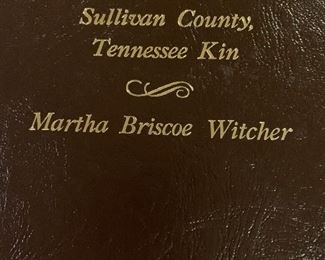 Sullivan County,
Tennessee Kin
Martha Briscoe Witcher